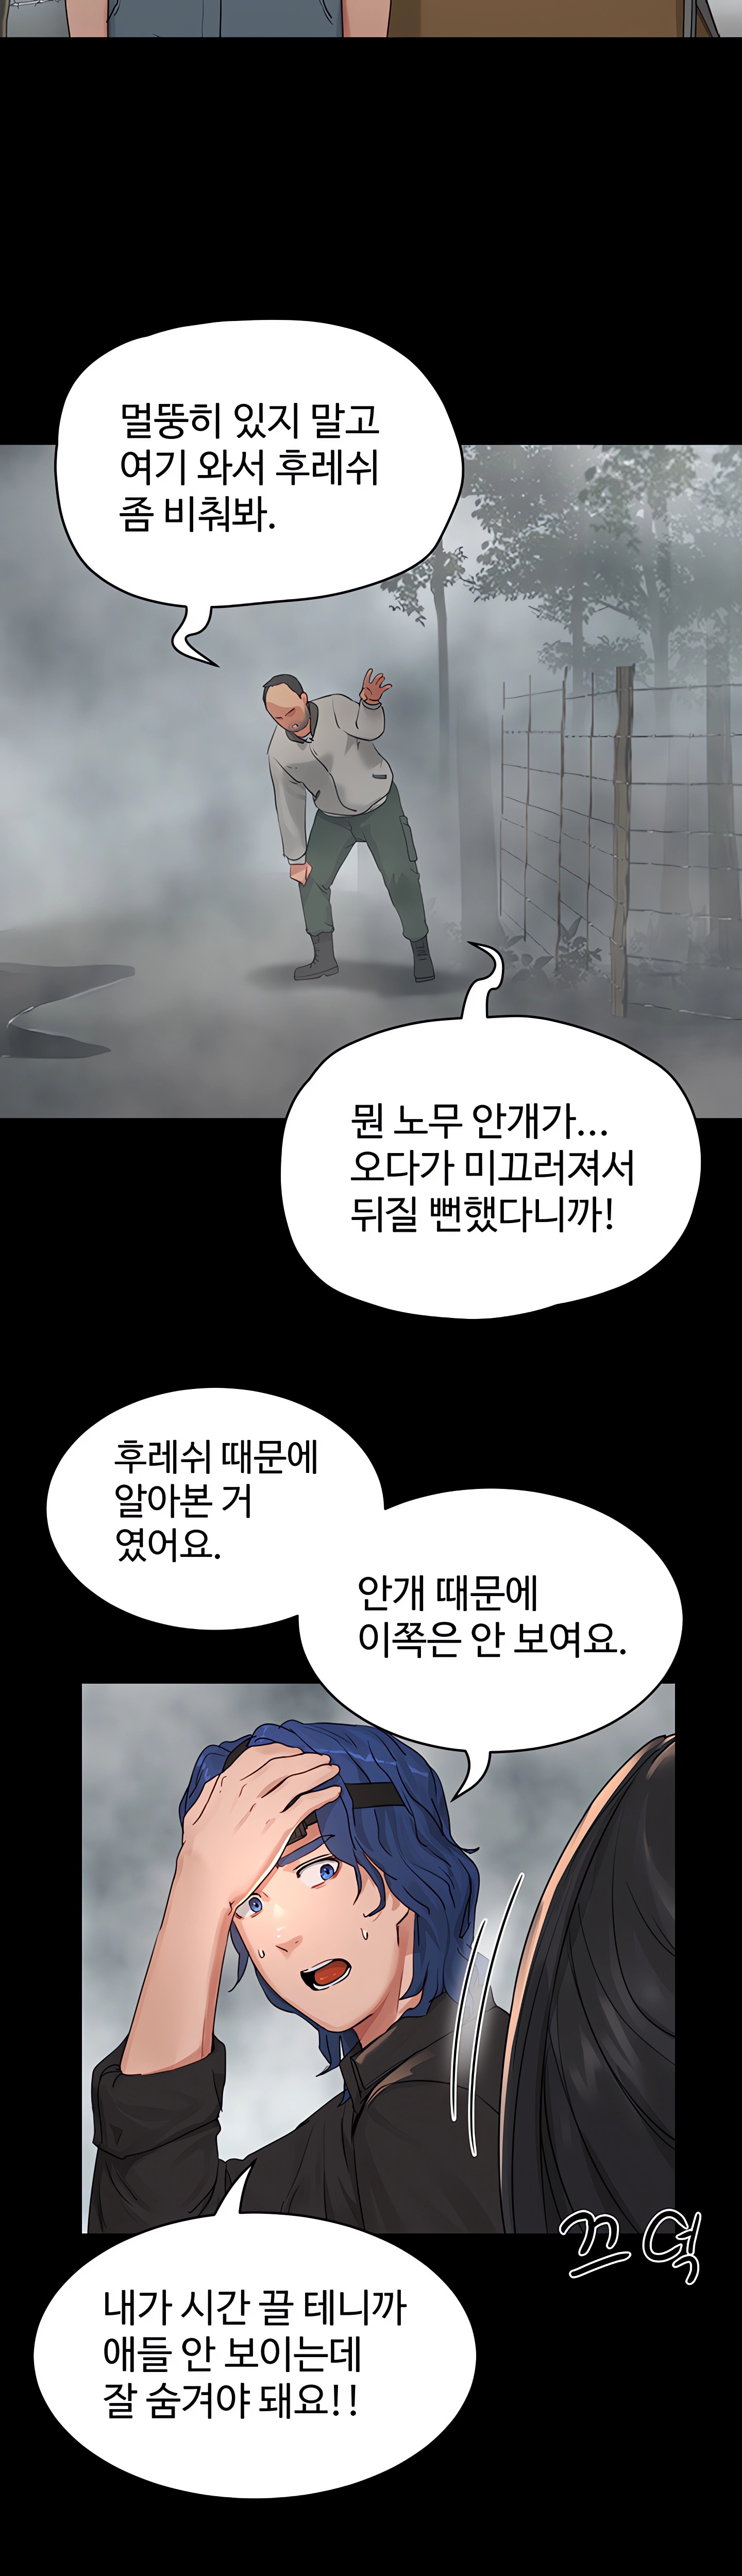 멀뚱히 있지 말고
여기 와서 후레쉬
좀 비춰봐.
뭔 노무 안개가...
오다가 미끄러져서
뒤질 뻔했다니까!
후레쉬 때문에
알아본 거
였어요.
안개 때문에
이쪽은 안 보여요.
끄덕
내가 시간 끌 테니까
애들 안 보이는데
잘 숨겨야 돼요!!